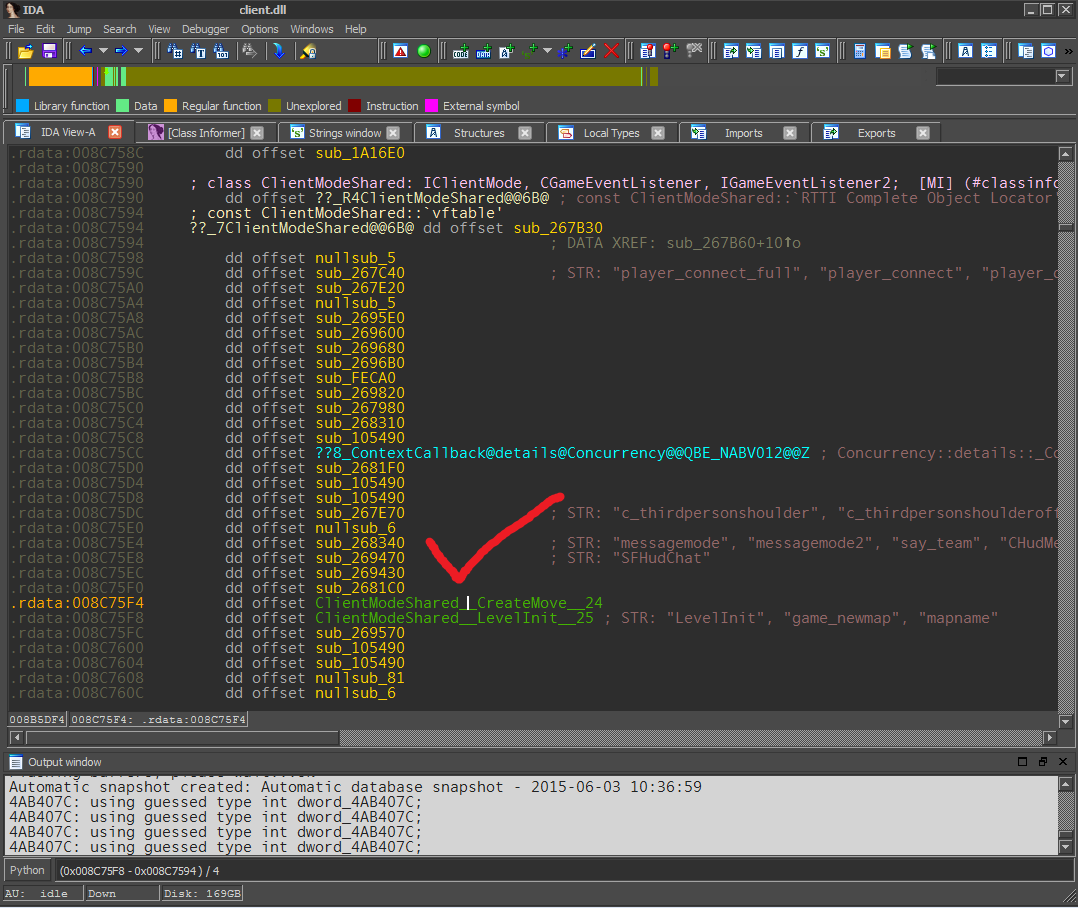 IDA client.dll
File Edit Jump Search View Debugger Options Windows Help
Library function Data Regular function Unexplored Instruction External symbol
IDA View-A [Class Informer] Strings window Structures Local Types Imports Exports
.rdata:008C758C dd offset sub_1A16E0
.rdata:008C7590
.rdata:008C7590 ; class ClientModeShared: IClientMode, CGameEventListener, IGameEventListener2; [MI] (#classinfo
.rdata:008C7590 dd offset ??_R4ClientModeShared@@6B@ ; const ClientModeShared::`RTTI Complete Object Locator'
.rdata:008C7594 ; const ClientModeShared::`vftable'
.rdata:008C7594 ??_7ClientModeShared@@6B@ dd offset sub_267B30
.rdata:008C7594 ; DATA XREF: sub_267B60+10↑o
.rdata:008C7598 dd offset nullsub_5
.rdata:008C759C dd offset sub_267C40 ; STR: "player_connect_full", "player_connect", "player_c
.rdata:008C75A0 dd offset sub_267E20
.rdata:008C75A4 dd offset nullsub_5
.rdata:008C75A8 dd offset sub_2695E0
.rdata:008C75AC dd offset sub_269600
.rdata:008C75B0 dd offset sub_269680
.rdata:008C75B4 dd offset sub_2696B0
.rdata:008C75B8 dd offset sub_FECA0
.rdata:008C75BC dd offset sub_269820
.rdata:008C75C0 dd offset sub_267980
.rdata:008C75C4 dd offset sub_268310
.rdata:008C75C8 dd offset sub_105490
.rdata:008C75CC dd offset ??8_ContextCallback@details@Concurrency@@QBE_NABV012@@Z ; Concurrency::details::_Co
.rdata:008C75D0 dd offset sub_2681F0
.rdata:008C75D4 dd offset sub_105490
.rdata:008C75D8 dd offset sub_105490
.rdata:008C75DC dd offset sub_267E70 ; STR: "c_thirdpersonshoulder", "c_thirdpersonshoulderoff
.rdata:008C75E0 dd offset nullsub_6
.rdata:008C75E4 dd offset sub_268340 ; STR: "messagemode", "messagemode2", "say_team", "CHudMe
.rdata:008C75E8 dd offset sub_269470 ; STR: "SFHudChat"
.rdata:008C75EC dd offset sub_269430
.rdata:008C75F0 dd offset sub_2681C0
.rdata:008C75F4 dd offset ClientModeShared__CreateMove__24
.rdata:008C75F8 dd offset ClientModeShared__LevelInit__25 ; STR: "LevelInit", "game_newmap", "mapname"
.rdata:008C75FC dd offset sub_269570
.rdata:008C7600 dd offset sub_105490
.rdata:008C7604 dd offset sub_105490
.rdata:008C7608 dd offset nullsub_81
.rdata:008C760C dd offset nullsub_6
008B5DF4 008C75F4: .rdata:008C75F4
Output window
Automatic snapshot created: Automatic database snapshot - 2015-06-03 10:36:59
4AB407C: using guessed type int dword_4AB407C;
4AB407C: using guessed type int dword_4AB407C;
4AB407C: using guessed type int dword_4AB407C;
4AB407C: using guessed type int dword_4AB407C;
Python (0x008C75F8 - 0x008C7594) / 4
AU: idle Down Disk: 169GB